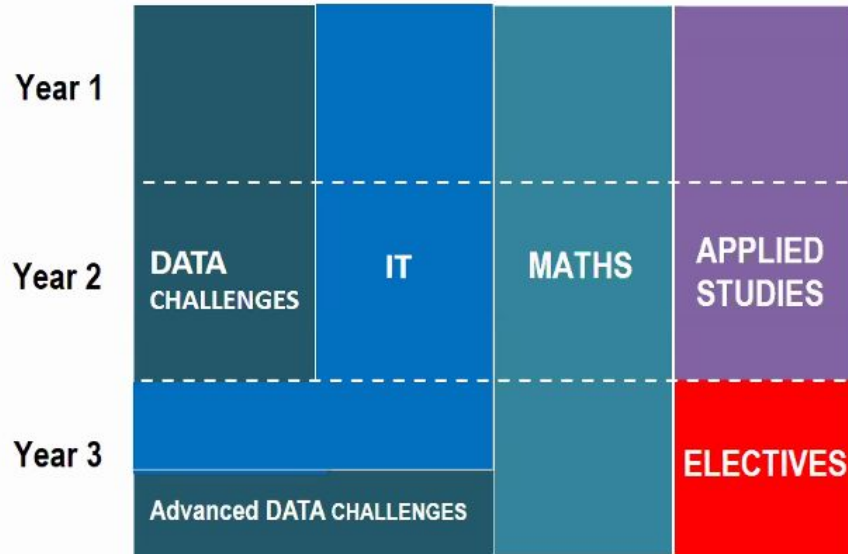 Year 1
Year 2
DATA
CHALLENGES
IT
MATHS
APPLIED
STUDIES
Year 3
ELECTIVES
Advanced DATA CHALLENGES